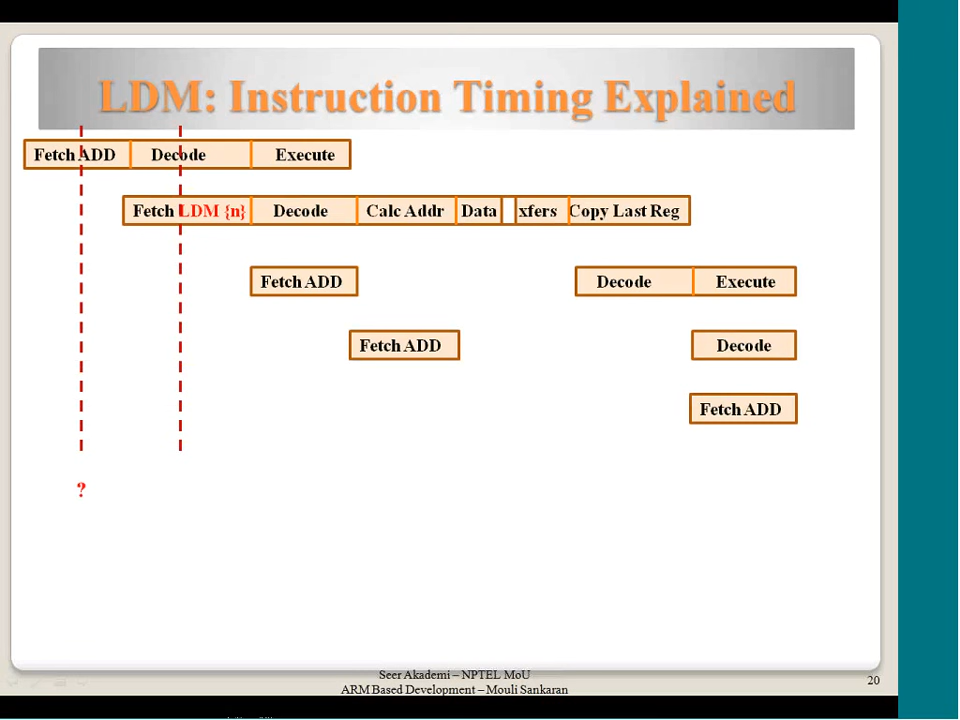 LDM: Instruction Timing Explained
Fetch ADD Decode Execute
Fetch LDM {n} Decode Calc Addr Data xfers Copy Last Reg
Fetch ADD Decode Execute
Fetch ADD Decode
Fetch ADD
?
Seer Akademi – NPTEL MoU
ARM Based Development – Mouli Sankaran
20